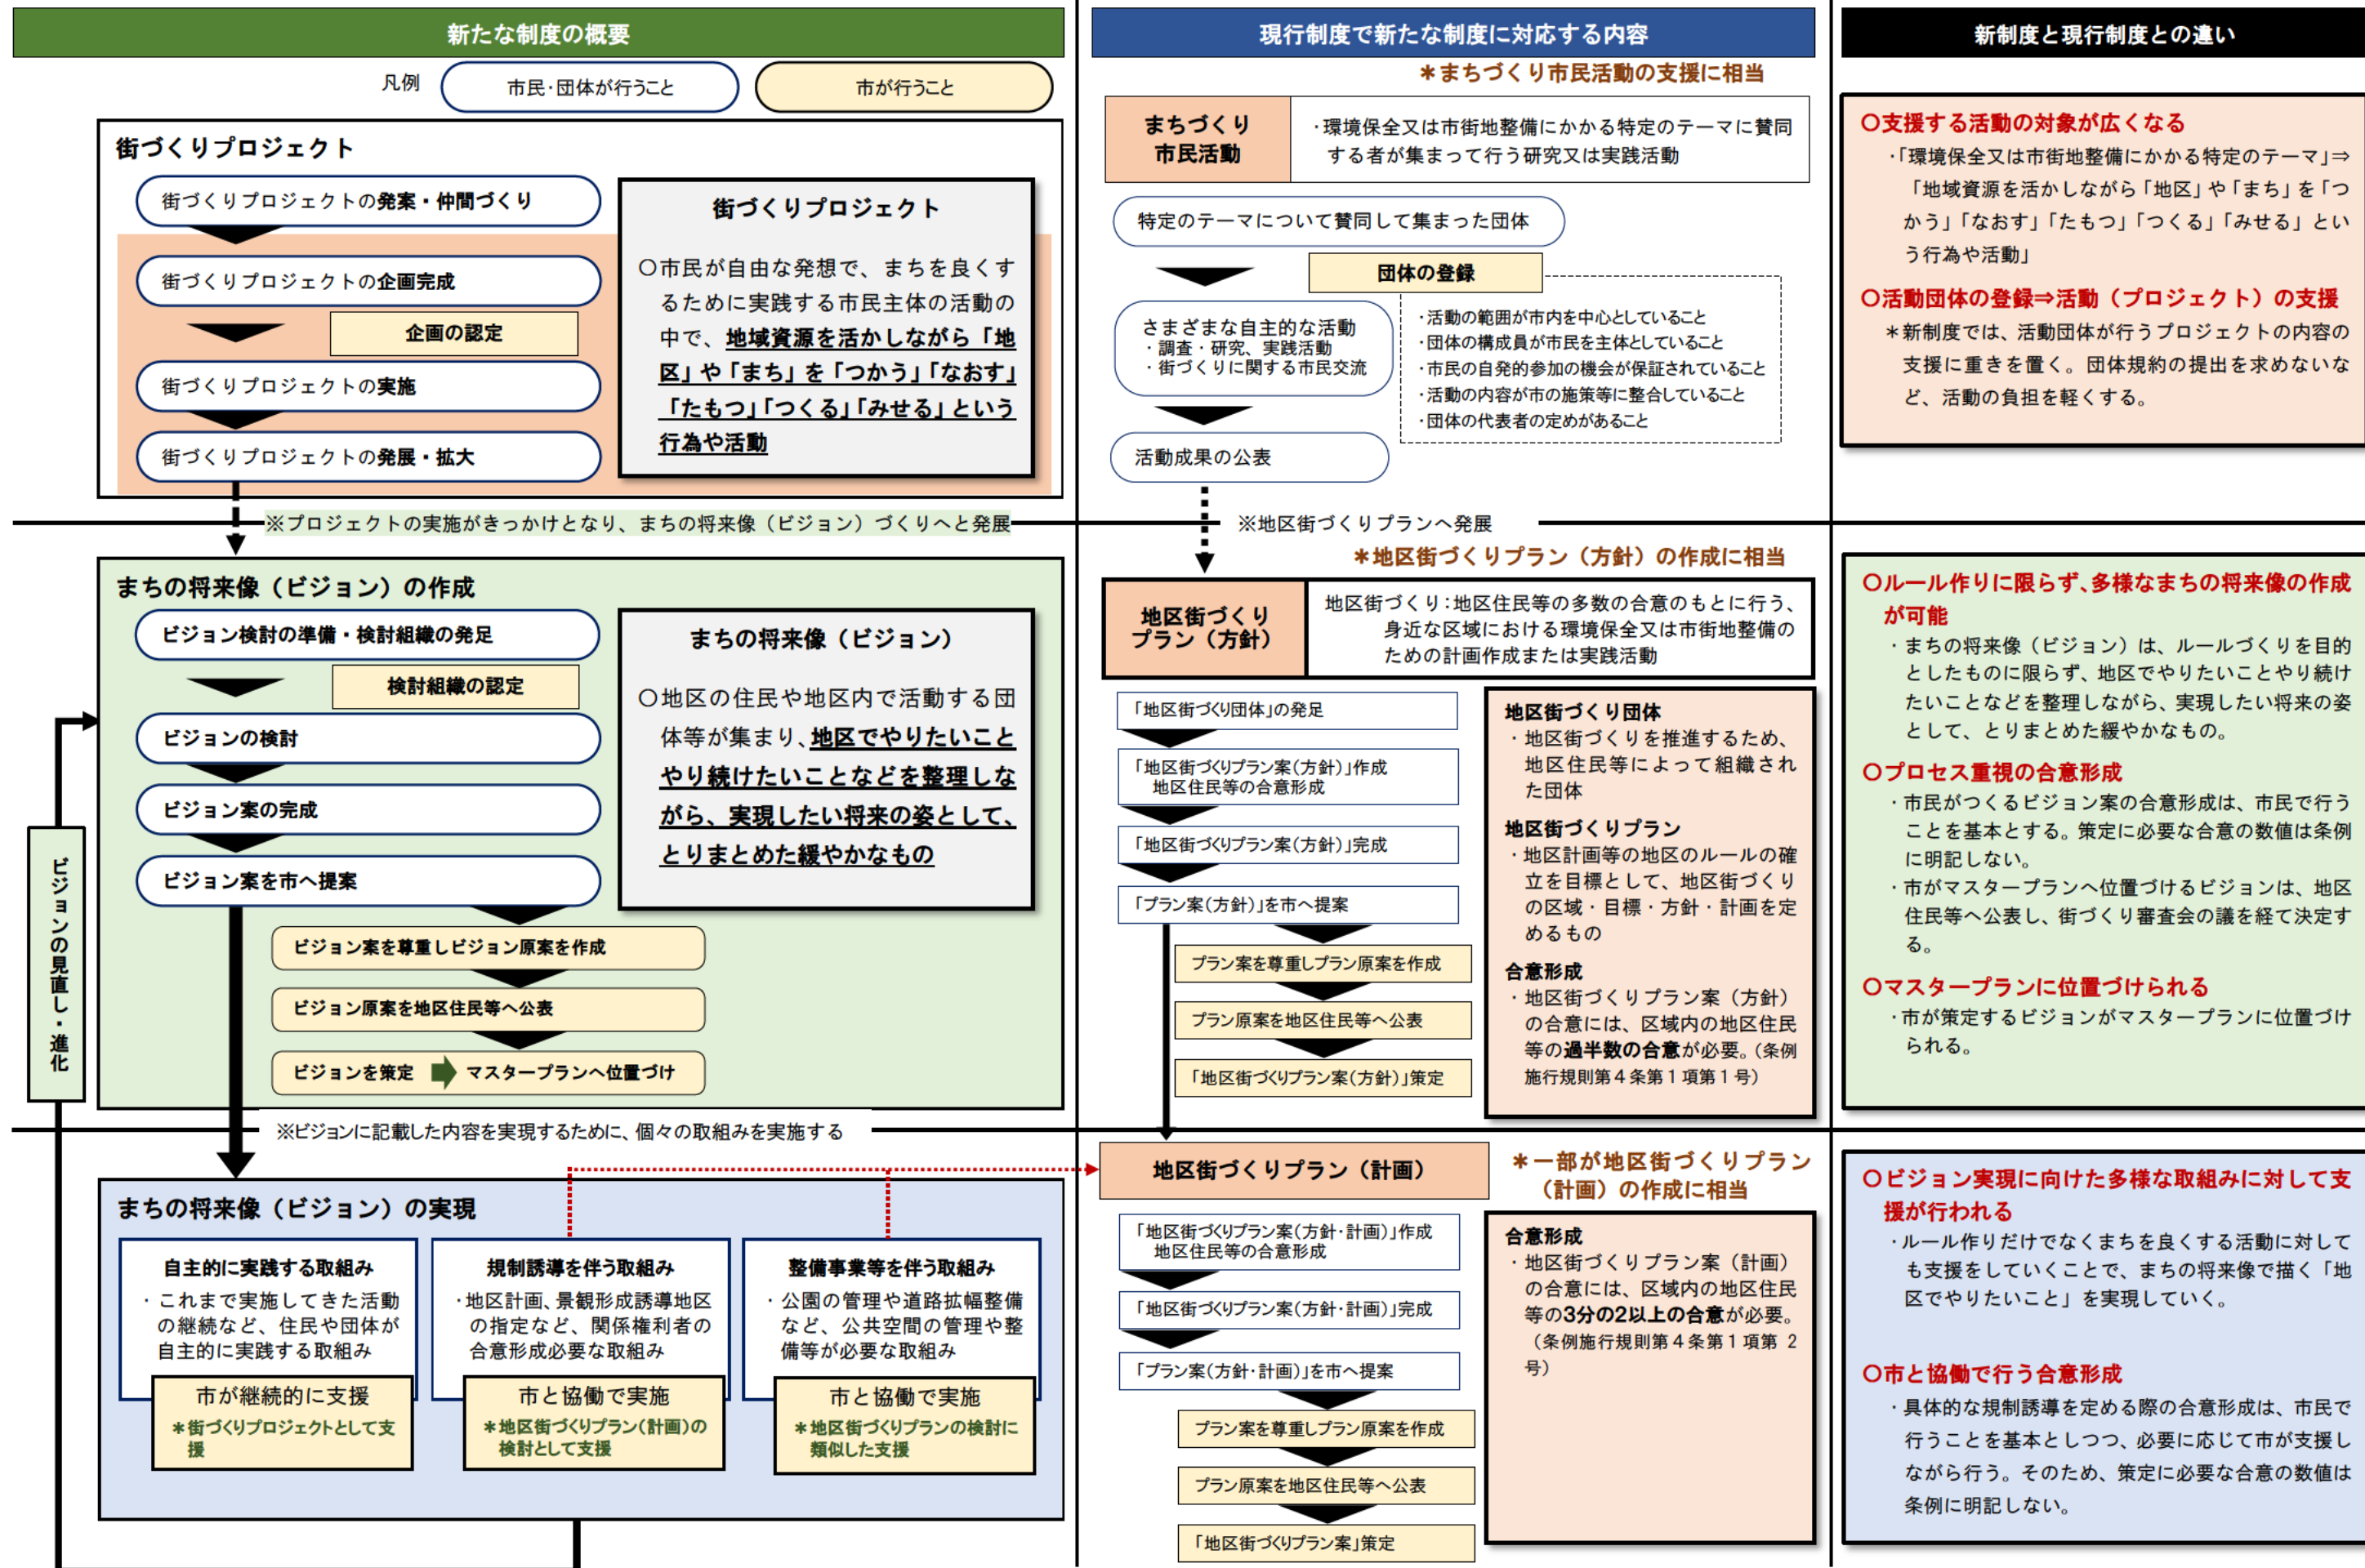 新たな制度の概要
凡例
市民・団体が行うこと
市が行うこと
街づくりプロジェクト
街づくりプロジェクトの発案・仲間づくり
街づくりプロジェクトの企画完成
企画の認定
街づくりプロジェクトの実施
街づくりプロジェクトの発展・拡大
街づくりプロジェクト
〇市民が自由な発想で、まちを良くす
るために実践する市民主体の活動の
中で、地域資源を活かしながら「地
区」や「まち」を「つかう」「なおす」
「たもつ」「つくる」「みせる」という
行為や活動
※プロジェクトの実施がきっかけとなり、まちの将来像（ビジョン）づくりへと発展
まちの将来像（ビジョン）の作成
ビジョン検討の準備・検討組織の発足
検討組織の認定
ビジョンの検討
ビジョン案の完成
ビジョン案を市へ提案
ビジョン案を尊重しビジョン原案を作成
ビジョン原案を地区住民等へ公表
ビジョンを策定
マスタープランへ位置づけ
まちの将来像（ビジョン）
〇地区の住民や地区内で活動する団
体等が集まり、地区でやりたいこと
やり続けたいことなどを整理しな
がら、実現したい将来の姿として、
とりまとめた緩やかなもの
ビジョンの見直し・進化
※ビジョンに記載した内容を実現するために、個々の取組みを実施する
まちの将来像（ビジョン）の実現
自主的に実践する取組み
・これまで実施してきた活動
の継続など、住民や団体が
自主的に実践する取組み
市が継続的に支援
＊街づくりプロジェクトとして支
援
規制誘導を伴う取組み
・地区計画、景観形成誘導地区
の指定など、関係権利者の
合意形成必要な取組み
市と協働で実施
＊地区街づくりプラン（計画）の
検討として支援
整備事業等を伴う取組み
・公園の管理や道路拡幅整備
など、公共空間の管理や整
備等が必要な取組み
市と協働で実施
＊地区街づくりプランの検討に
類似した支援
現行制度で新たな制度に対応する内容
＊まちづくり市民活動の支援に相当
まちづくり
市民活動
・環境保全又は市街地整備にかかる特定のテーマに賛同
する者が集まって行う研究又は実践活動
特定のテーマについて賛同して集まった団体
団体の登録
さまざまな自主的な活動
・調査・研究、実践活動
・街づくりに関する市民交流
・活動の範囲が市内を中心としていること
・団体の構成員が市民を主体としていること
・市民の自発的参加の機会が保証されていること
・活動の内容が市の施策等に整合していること
・団体の代表者の定めがあること
活動成果の公表
※地区街づくりプランへ発展
＊地区街づくりプラン（方針）の作成に相当
地区街づくり
プラン（方針）
地区街づくり：地区住民等の多数の合意のもとに行う、
身近な区域における環境保全又は市街地整備の
ための計画作成または実践活動
「地区街づくり団体」の発足
「地区街づくりプラン案（方針）」作成
地区住民等の合意形成
「地区街づくりプラン案（方針）」完成
「プラン案（方針）」を市へ提案
プラン案を尊重しプラン原案を作成
プラン原案を地区住民等へ公表
「地区街づくりプラン案（方針）」策定
地区街づくり団体
・地区街づくりを推進するため、
地区住民等によって組織され
た団体
地区街づくりプラン
・地区計画等の地区のルールの確
立を目標として、地区街づくり
の区域・目標・方針・計画を定
めるもの
合意形成
・地区街づくりプラン案（方針）
の合意には、区域内の地区住民
等の過半数の合意が必要。（条例
施行規則第４条第１項第１号）
地区街づくりプラン（計画）
＊一部が地区街づくりプラン
（計画）の作成に相当
「地区街づくりプラン案（方針・計画）」作成
地区住民等の合意形成
「地区街づくりプラン案（方針・計画）」完成
「プラン案（方針・計画）」を市へ提案
プラン案を尊重しプラン原案を作成
プラン原案を地区住民等へ公表
「地区街づくりプラン案」策定
合意形成
・地区街づくりプラン案（計画）
の合意には、区域内の地区住民
等の3分の2以上の合意が必要。
（条例施行規則第４条第１項第 2
号）
新制度と現行制度との違い
〇支援する活動の対象が広くなる
・「環境保全又は市街地整備にかかる特定のテーマ」⇒
「地域資源を活かしながら「地区」や「まち」を「つ
かう」「なおす」「たもつ」「つくる」「みせる」とい
う行為や活動」
〇活動団体の登録⇒活動（プロジェクト）の支援
＊新制度では、活動団体が行うプロジェクトの内容の
支援に重きを置く。団体規約の提出を求めないな
ど、活動の負担を軽くする。
〇ルール作りに限らず、多様なまちの将来像の作成
が可能
・まちの将来像（ビジョン）は、ルールづくりを目的
としたものに限らず、地区でやりたいことやり続け
たいことなどを整理しながら、実現したい将来の姿
として、とりまとめた緩やかなもの。
〇プロセス重視の合意形成
・市民がつくるビジョン案の合意形成は、市民で行う
ことを基本とする。策定に必要な合意の数値は条例
に明記しない。
・市がマスタープランへ位置づけるビジョンは、地区
住民等へ公表し、街づくり審査会の議を経て決定す
る。
〇マスタープランに位置づけられる
・市が策定するビジョンがマスタープランに位置づけ
られる。
〇ビジョン実現に向けた多様な取組みに対して支
援が行われる
・ルール作りだけでなくまちを良くする活動に対して
も支援をしていくことで、まちの将来像で描く「地
区でやりたいこと」を実現していく。
〇市と協働で行う合意形成
・具体的な規制誘導を定める際の合意形成は、市民で
行うことを基本としつつ、必要に応じて市が支援し
ながら行う。そのため、策定に必要な合意の数値は
条例に明記しない。